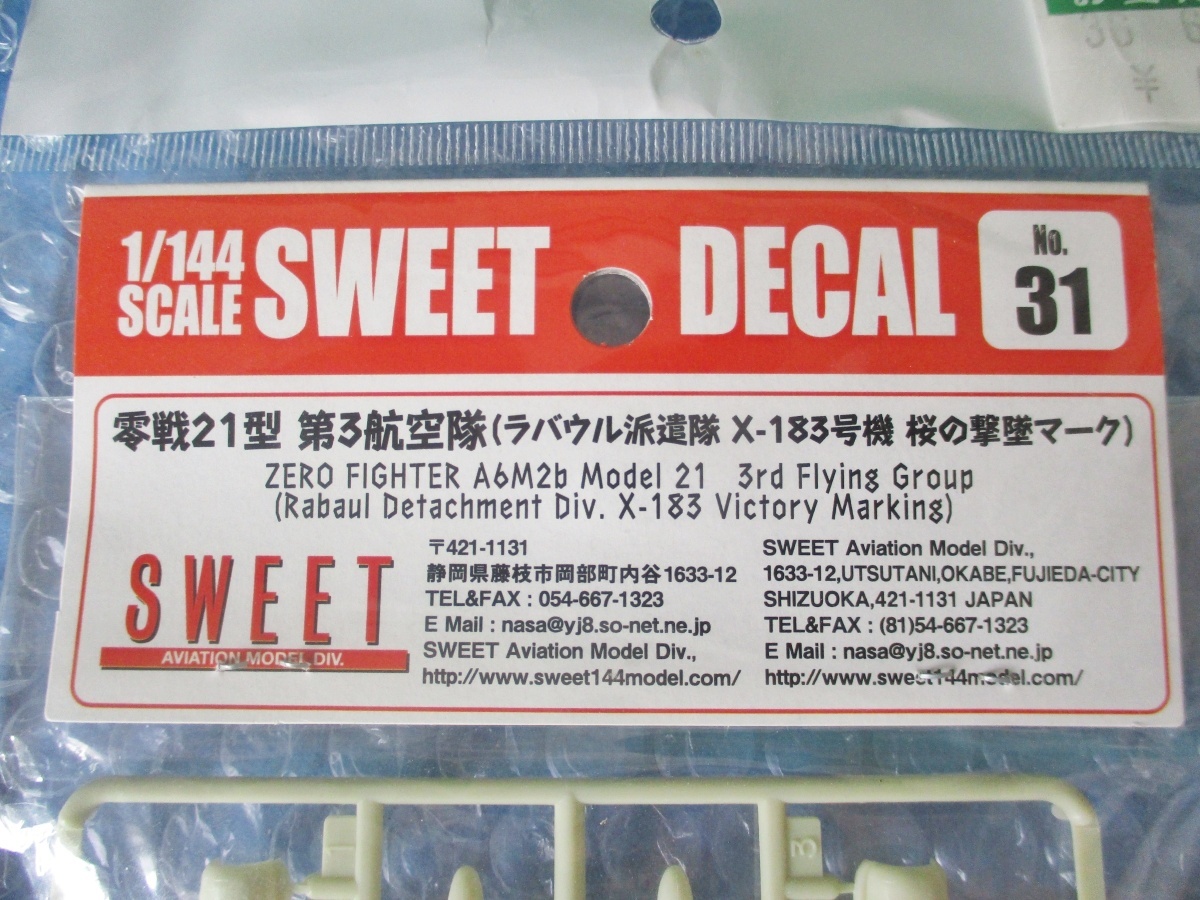 1/144
SCALE
SWEET DECAL
No.
31
零戦21型 第3航空隊(ラバウル派遣隊 X-183号機 桜の撃墜マーク)
ZERO FIGHTER A6M2b Model 21 3rd Flying Group
(Rabaul Detachment Div. X-183 Victory Marking)
SWEET
AVIATION MODEL DIV.
〒421-1131
静岡県藤枝市岡部町内谷1633-12
TEL&FAX : 054-667-1323
E Mail : nasa@yj8.so-net.ne.jp
SWEET Aviation Model Div.,
http://www.sweet144model.com/
SWEET Aviation Model Div.,
1633-12,UTSUTANI,OKABE,FUJIEDA-CITY
SHIZUOKA,421-1131 JAPAN
TEL&FAX : (81)54-667-1323
E Mail : nasa@yj8.so-net.ne.jp
http://www.sweet144model.com/
3